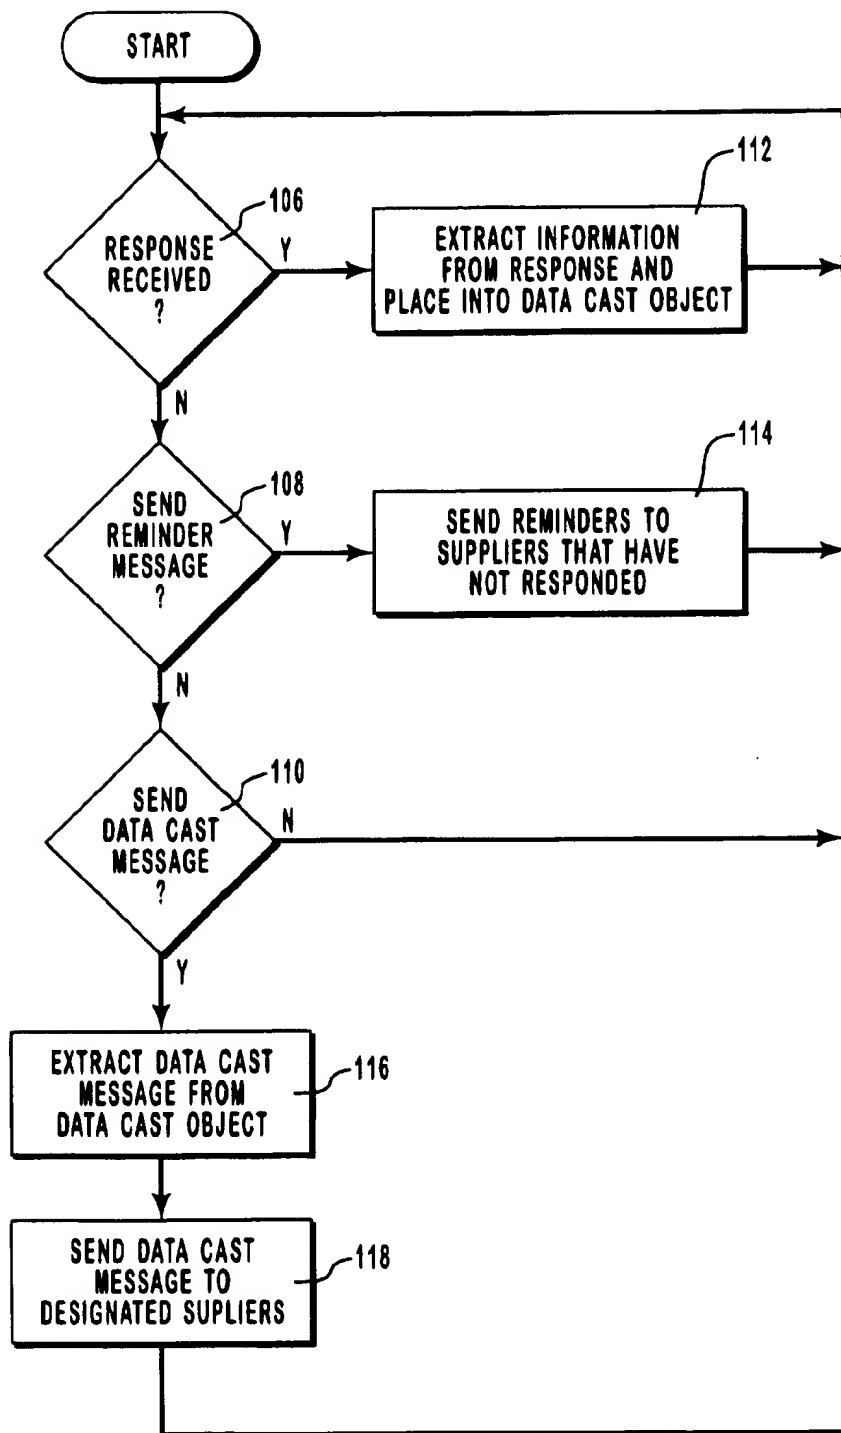 START
112
106
RESPONSE
RECEIVED
?
Y
EXTRACT INFORMATION
FROM RESPONSE AND
PLACE INTO DATA CAST OBJECT
N
114
108
SEND
REMINDER
MESSAGE
?
Y
SEND REMINDERS TO
SUPPLIERS THAT HAVE
NOT RESPONDED
N
110
SEND
DATA CAST
MESSAGE
?
N
Y
EXTRACT DATA CAST
MESSAGE FROM
DATA CAST OBJECT
116
SEND DATA CAST
MESSAGE TO
DESIGNATED SUPLIERS
118